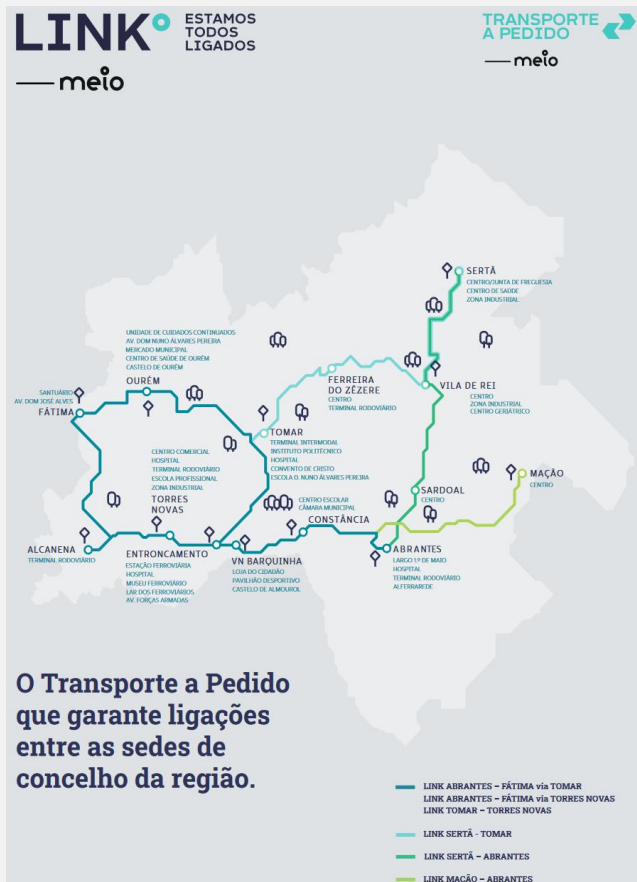 LINK° ESTAMOS
TODOS
LIGADOS
meio
TRANSPORTE
A PEDIDO
meio
SERTÃ
CENTRO/JUNTA DE FREGUESIA
CENTRO DE SAÚDE
ZONA INDUSTRIAL
UNIDADE DE CUIDADOS CONTINUADOS
AV. DOM NUNO ÁLVARES PEREIRA
MERCADO MUNICIPAL
CENTRO DE SAÚDE DE OURÉM
CASTELO DE OURÉM
OURÉM
FERREIRA
DO ZÊZERE
CENTRO
TERMINAL RODOVIÁRIO
VILA DE REI
CENTRO
ZONA INDUSTRIAL
CENTRO GERIÁTRICO
SANTUÁRIO
AV. DOM JOSÉ ALVES
FÁTIMA
TOMAR
TERMINAL INTERMODAL
INSTITUTO POLITÉCNICO
HOSPITAL
CONVENTO DE CRISTO
ESCOLA D. NUNO ÁLVARES PEREIRA
CENTRO COMERCIAL
HOSPITAL
TERMINAL RODOVIÁRIO
ESCOLA PROFISSIONAL
ZONA INDUSTRIAL
TORRES
NOVAS
MAÇÃO
CENTRO
SARDOAL
CENTRO
CENTRO ESCOLAR
CÂMARA MUNICIPAL
CONSTÂNCIA
ALCANENA
TERMINAL RODOVIÁRIO
ENTRONCAMENTO
ESTAÇÃO FERROVIÁRIA
HOSPITAL
MUSEU FERROVIÁRIO
LAR DOS FERROVIÁRIOS
AV. FORÇAS ARMADAS
VN BARQUINHA
LOJA DO CIDADÃO
PAVILHÃO DESPORTIVO
CASTELO DE ALMOUROL
ABRANTES
LARGO 1.º DE MAIO
HOSPITAL
TERMINAL RODOVIÁRIO
ALFERRAREDE
O Transporte a Pedido
que garante ligações
entre as sedes de
concelho da região.
LINK ABRANTES – FÁTIMA via TOMAR
LINK ABRANTES – FÁTIMA via TORRES NOVAS
LINK TOMAR – TORRES NOVAS
LINK SERTÃ - TOMAR
LINK SERTÃ – ABRANTES
LINK MAÇÃO – ABRANTES